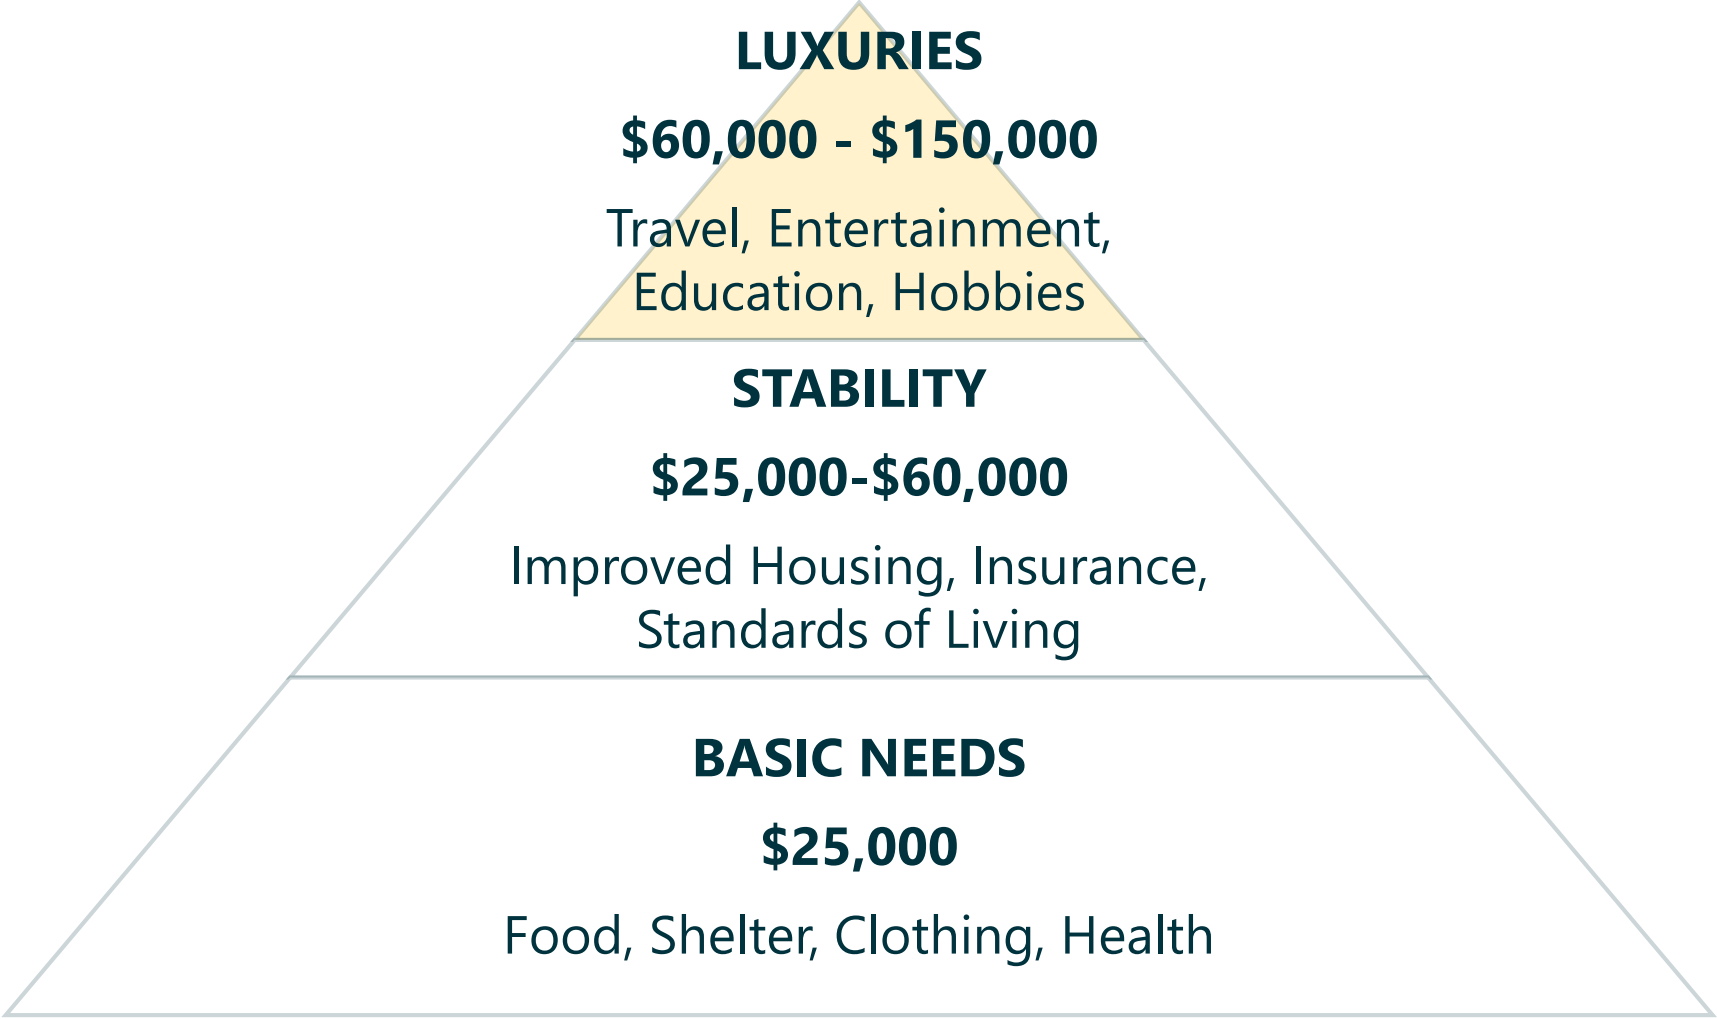 LUXURIES
$60,000 - $150,000
Travel, Entertainment,
Education, Hobbies
STABILITY
$25,000-$60,000
Improved Housing, Insurance,
Standards of Living
BASIC NEEDS
$25,000
Food, Shelter, Clothing, Health